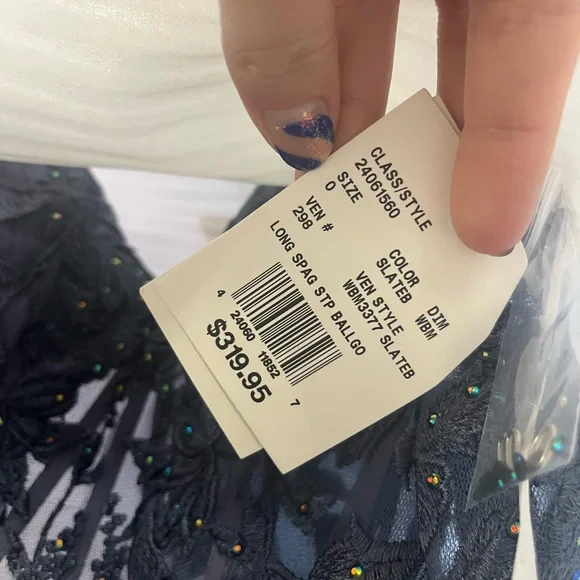 CLASS/STYLE
24061560
SIZE
0
COLOR DIM
SLATEB WBM
VEN # VEN STYLE
298 WBM3377 SLATEB
LONG SPAG STP BALLGO
4 24060 11852 7
$319.95